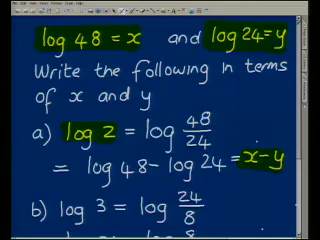 log 48 = x and log 24 = y
Write the following in terms
of x and y
a) log 2 = log 48/24
= log 48 - log 24 = x-y
b) log 3 = log 24/8